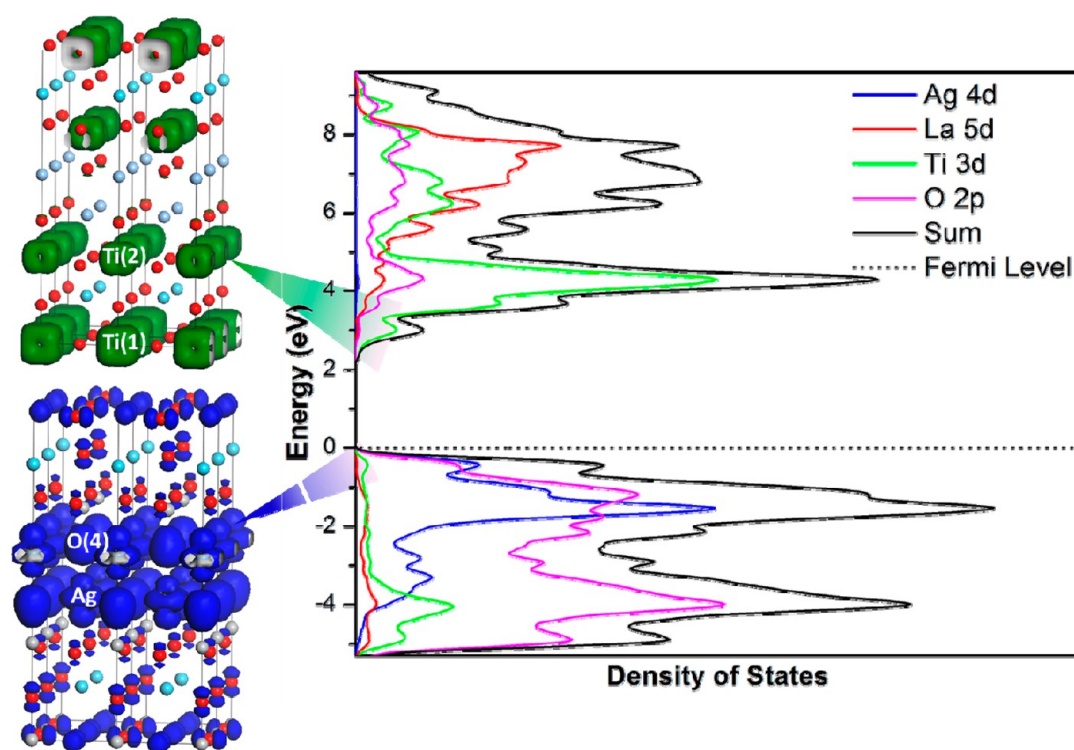 Ti(2)
Ti(1)
O(4)
Ag
Energy (eV)
8
6
4
2
0
-2
-4
Ag 4d
La 5d
Ti 3d
O 2p
Sum
Fermi Level
Density of States